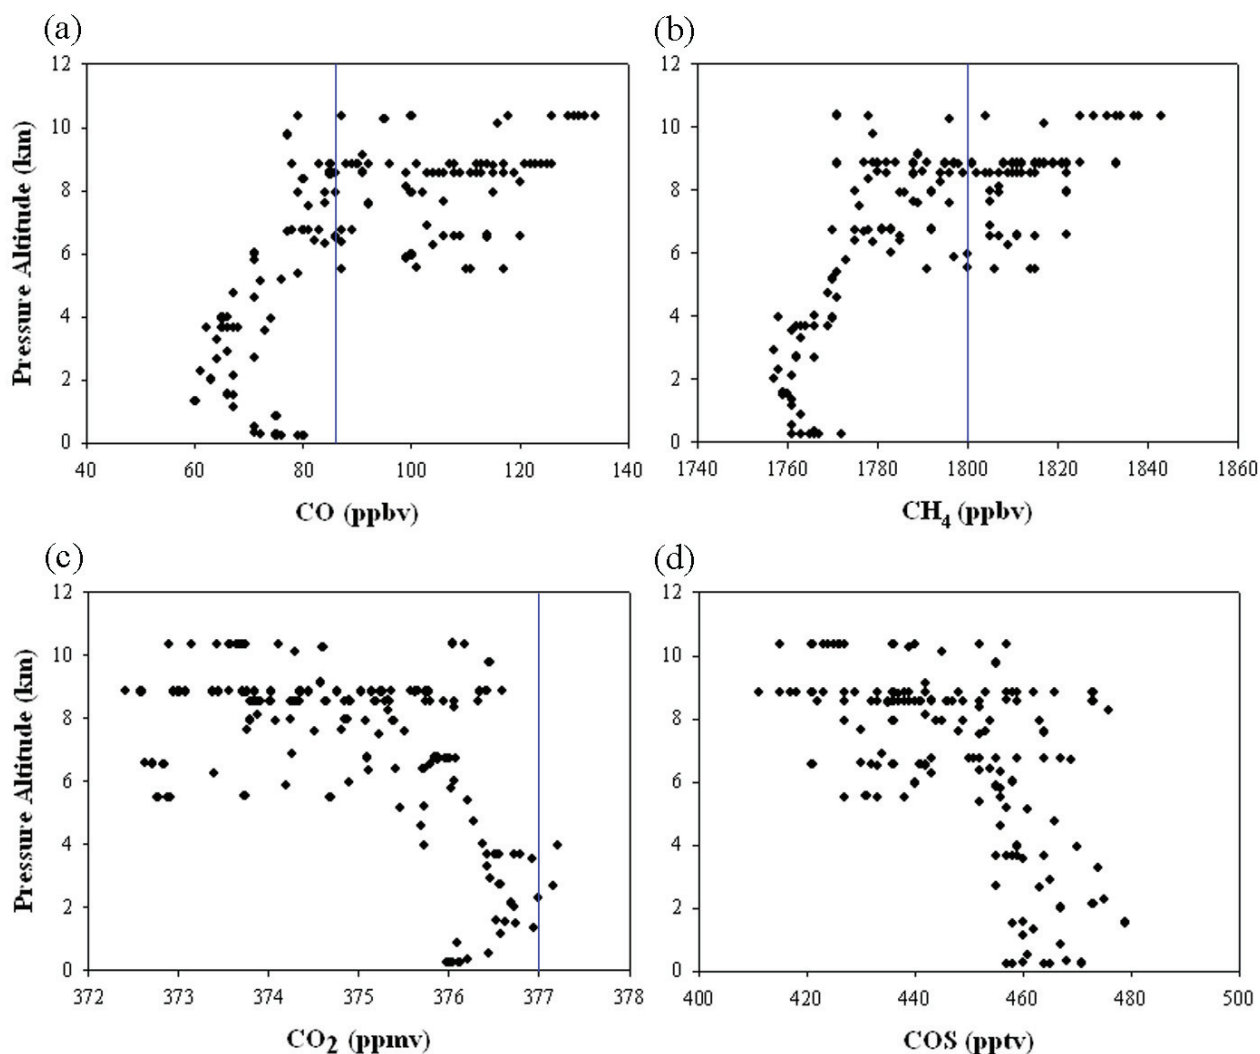 (a)
12
10
8
6
4
2
0
Pressure Altitude (km)
40 60 80 100 120 140
CO (ppbv)
(b)
12
10
8
6
4
2
0
1740 1760 1780 1800 1820 1840 1860
CH4 (ppbv)
(c)
12
10
8
6
4
2
0
Pressure Altitude (km)
372 373 374 375 376 377 378
CO2 (ppmv)
(d)
12
10
8
6
4
2
0
400 420 440 460 480 500
COS (pptv)